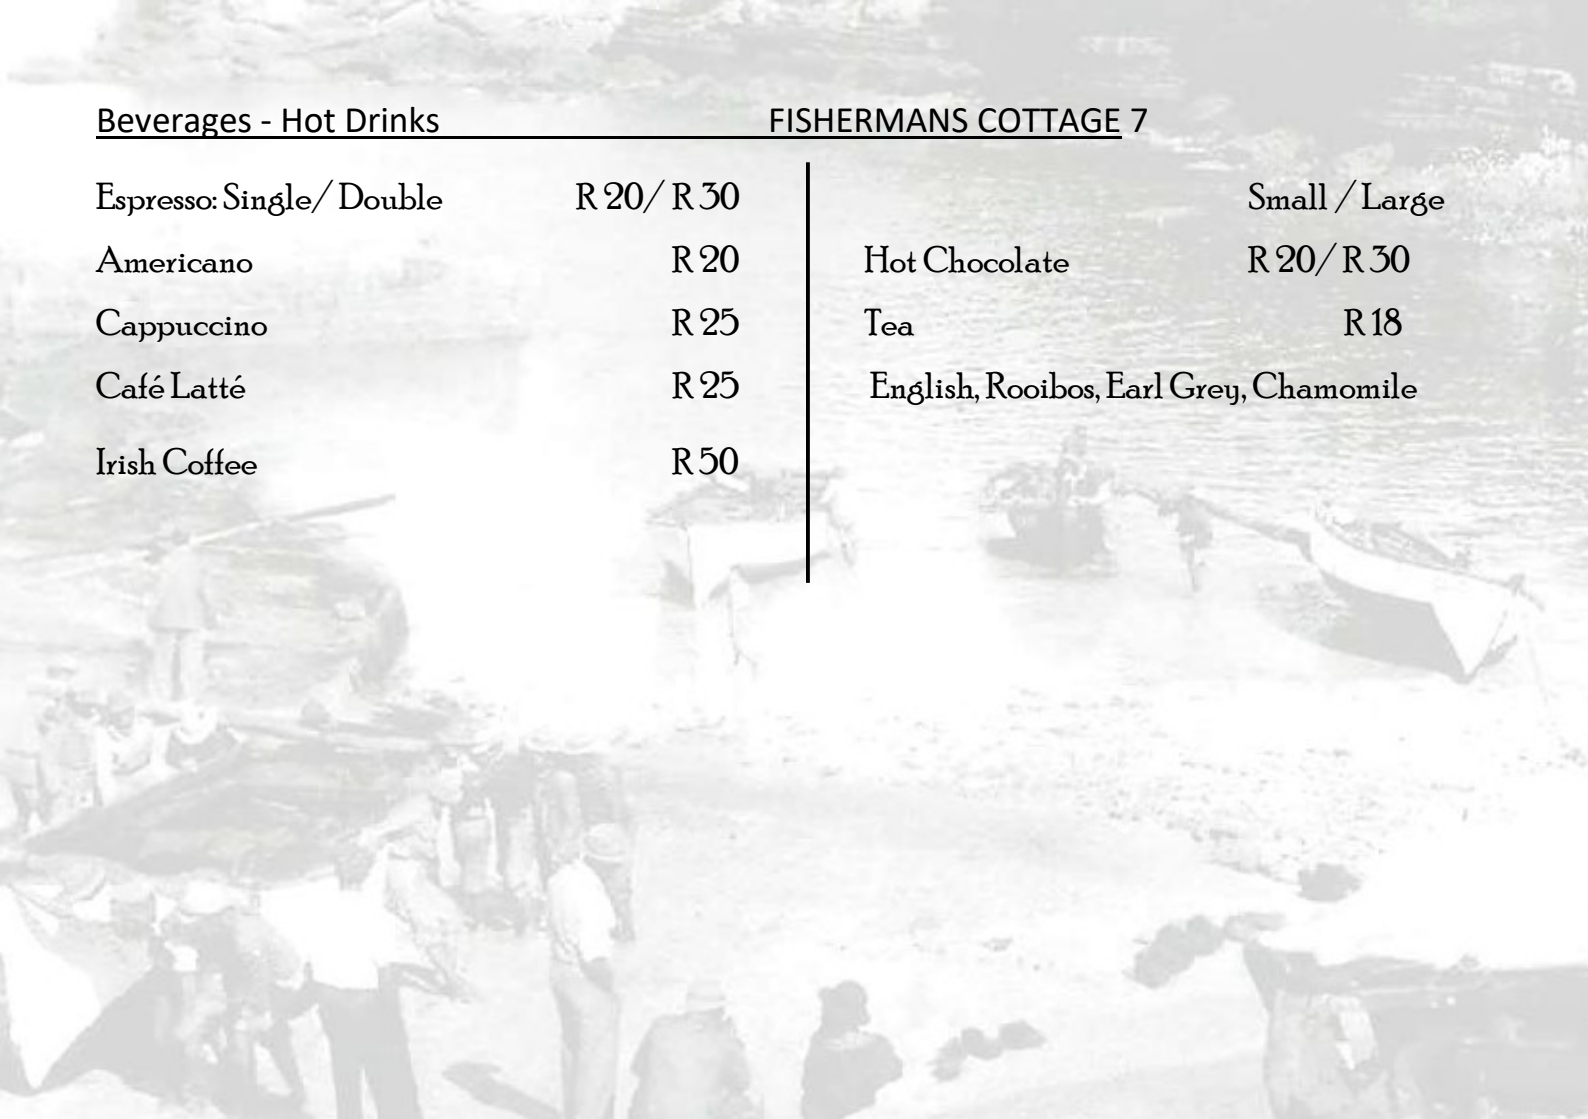 Beverages - Hot Drinks FISHERMANS COTTAGE 7
Espresso: Single/ Double R 20/ R 30
Americano R 20
Cappuccino R 25
Café Latté R 25
Irish Coffee R 50
Small / Large
Hot Chocolate R 20/ R 30
Tea R 18
English, Rooibos, Earl Grey, Chamomile